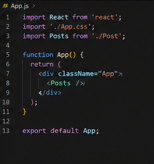 App.js
1 import React from 'react';
2 import './App.css';
3 import Posts from './Post';
4
5 function App() {
6 return (
7 <div className="App">
8 <Posts />
9 </div>
10 );
11 }
12
13 export default App;